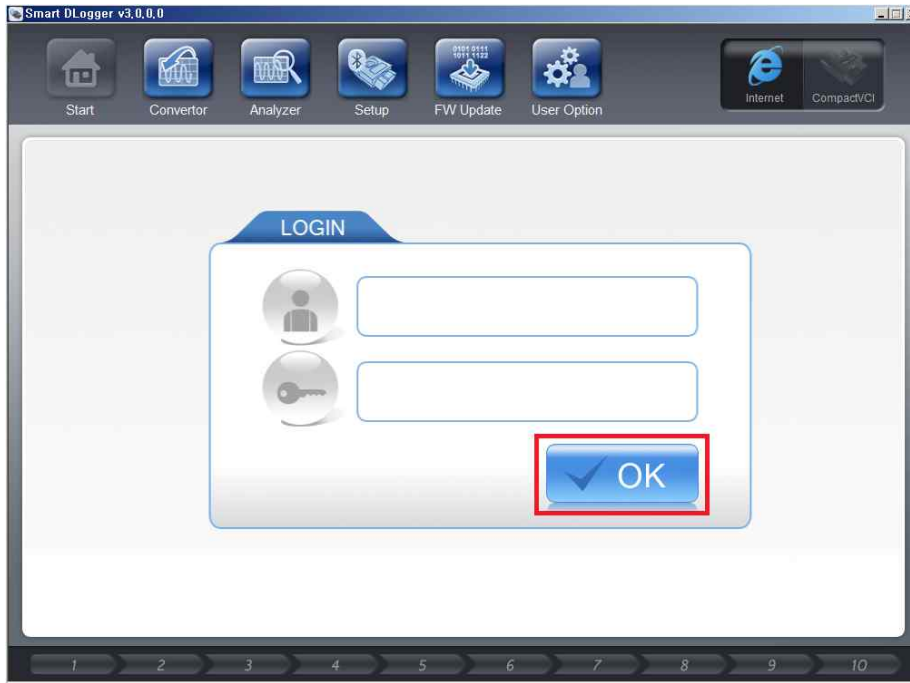 Smart DLogger v3,0,0,0
Start Convertor Analyzer Setup FW Update User Option Internet CompactVCI
0101 0111
1011 1122
LOGIN
OK
1 2 3 4 5 6 7 8 9 10